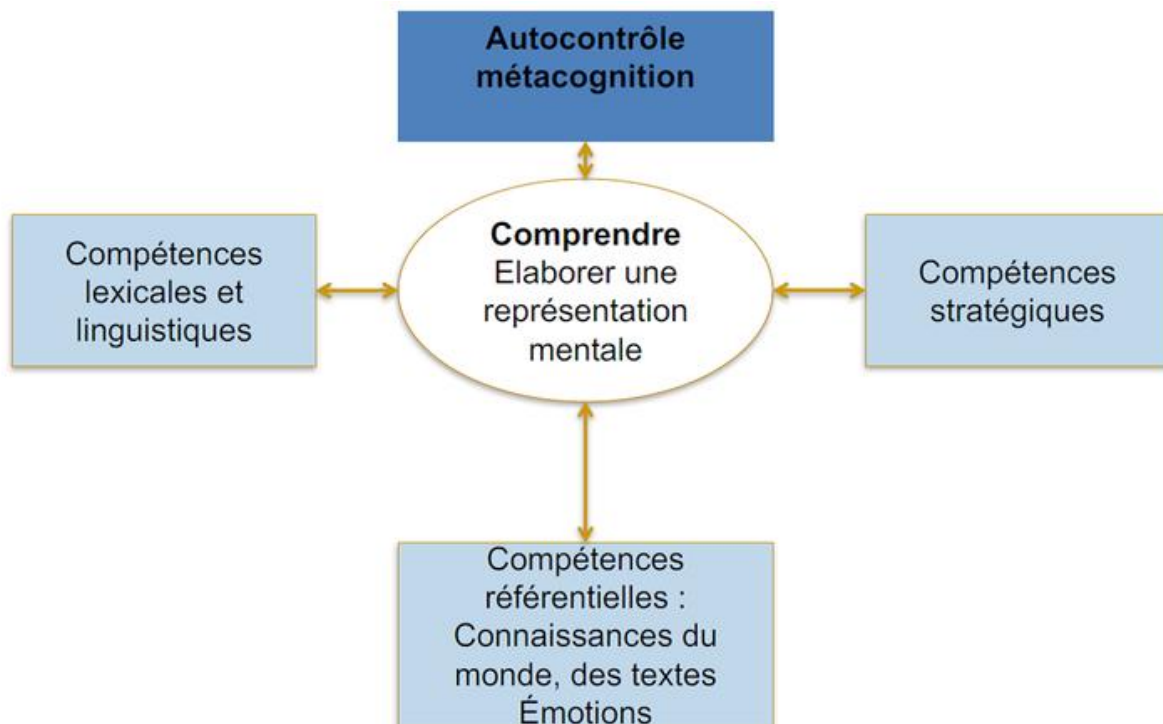 Autocontrôle
métacognition
Compétences
lexicales et
linguistiques
Comprendre
Elaborer une
représentation
mentale
Compétences
stratégiques
Compétences
référentielles :
Connaissances du
monde, des textes
Émotions